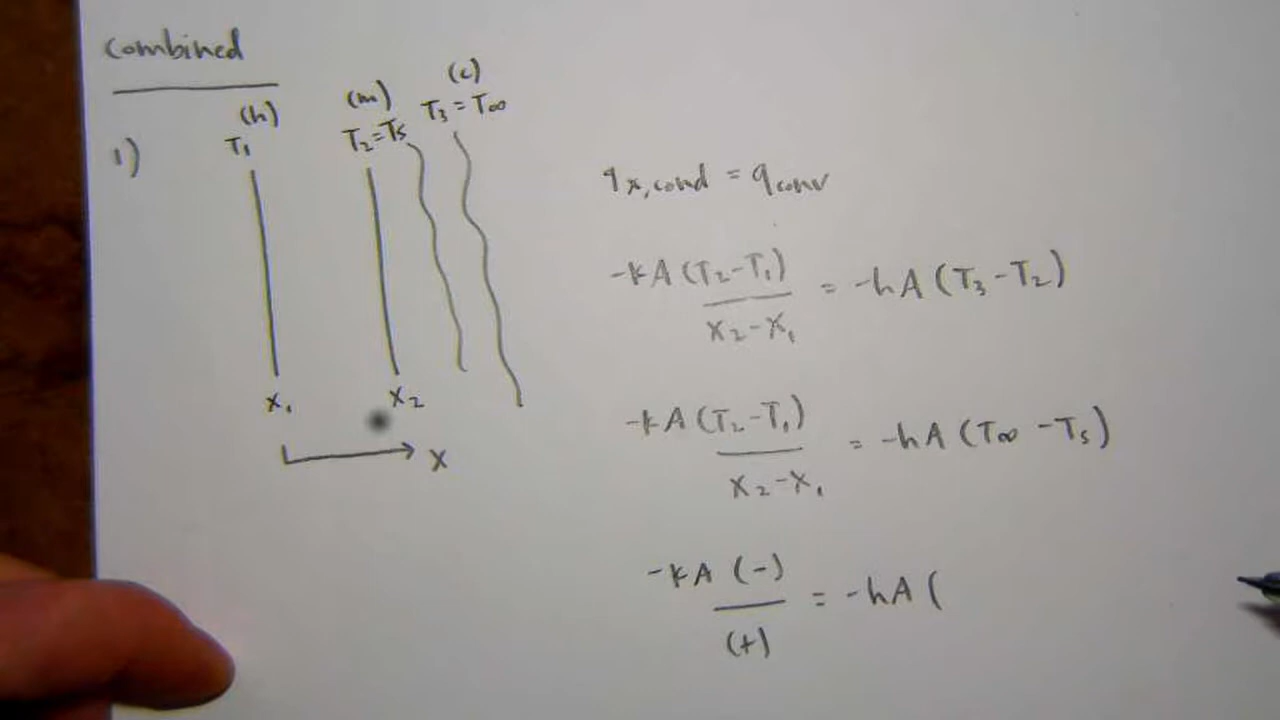 combined
(h) (m) (c)
1) T₁ T₂=Ts T₃=T∞
x₁ x₂
x
qx,cond = qconv
-kA(T₂-T₁)/(x₂-x₁) = -hA(T₃-T₂)
-kA(T₂-T₁)/(x₂-x₁) = -hA(T∞-Ts)
-kA(-)/(+) = -hA(